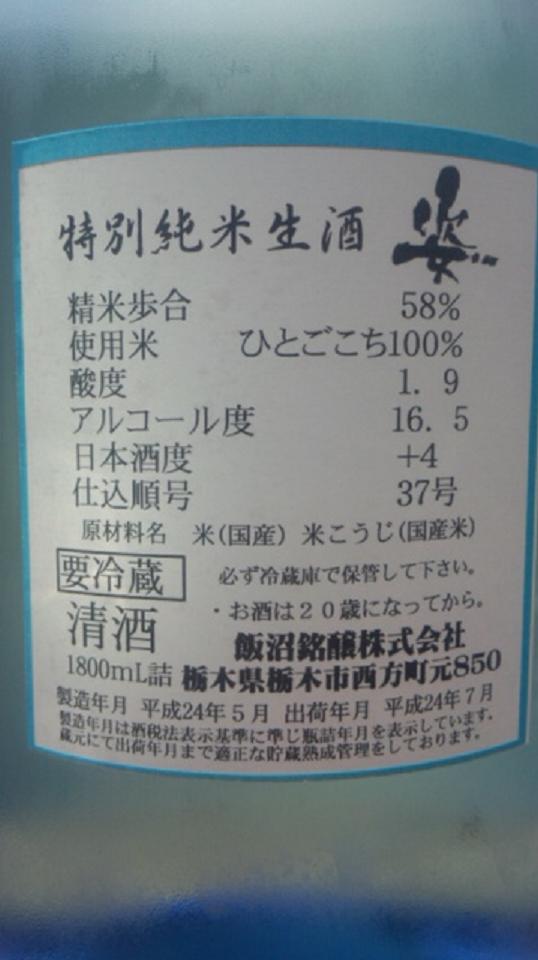 特別純米生酒 姿
精米歩合 58%
使用米 ひとごこち100%
酸度 1.9
アルコール度 16.5
日本酒度 +4
仕込順号 37号
原材料名 米(国産) 米こうじ(国産米)
要冷蔵 必ず冷蔵庫で保管して下さい。
・お酒は20歳になってから。
清酒 飯沼銘醸株式会社
1800mL詰 栃木県栃木市西方町元850
製造年月 平成24年5月 出荷年月 平成24年7月
製造年月は酒税法表示基準に準じ瓶詰年月を表示しています。
蔵元にて出荷年月まで適正な貯蔵熟成管理をしております。